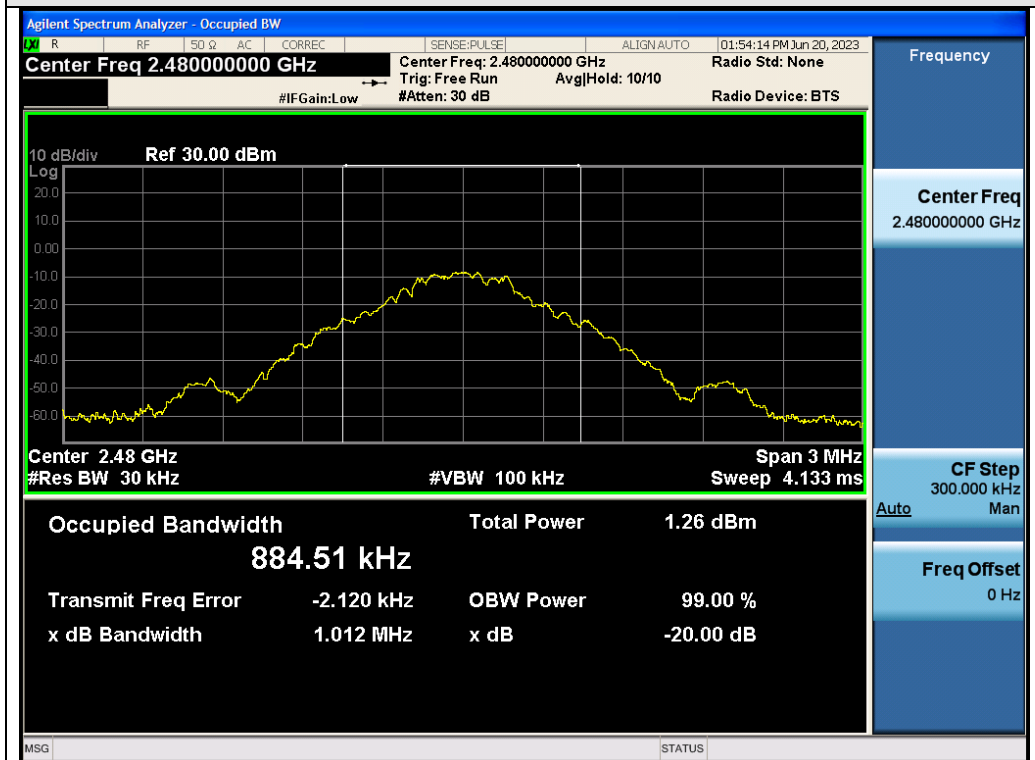 Agilent Spectrum Analyzer - Occupied BW
LXI R RF 50 Ω AC CORREC SENSE:PULSE ALIGN AUTO 01:54:14 PM Jun 20, 2023
Center Freq 2.480000000 GHz
Center Freq: 2.480000000 GHz
Radio Std: None
Trig: Free Run Avg|Hold: 10/10
#IFGain:Low
#Atten: 30 dB
Radio Device: BTS
10 dB/div Ref 30.00 dBm
Log
20.0
10.0
0.00
-10.0
-20.0
-30.0
-40.0
-50.0
-60.0
Center 2.48 GHz Span 3 MHz
#Res BW 30 kHz #VBW 100 kHz Sweep 4.133 ms
Occupied Bandwidth Total Power 1.26 dBm
884.51 kHz
Transmit Freq Error -2.120 kHz OBW Power 99.00 %
x dB Bandwidth 1.012 MHz x dB -20.00 dB
Frequency
Center Freq
2.480000000 GHz
CF Step
300.000 kHz
Auto Man
Freq Offset
0 Hz
MSG STATUS